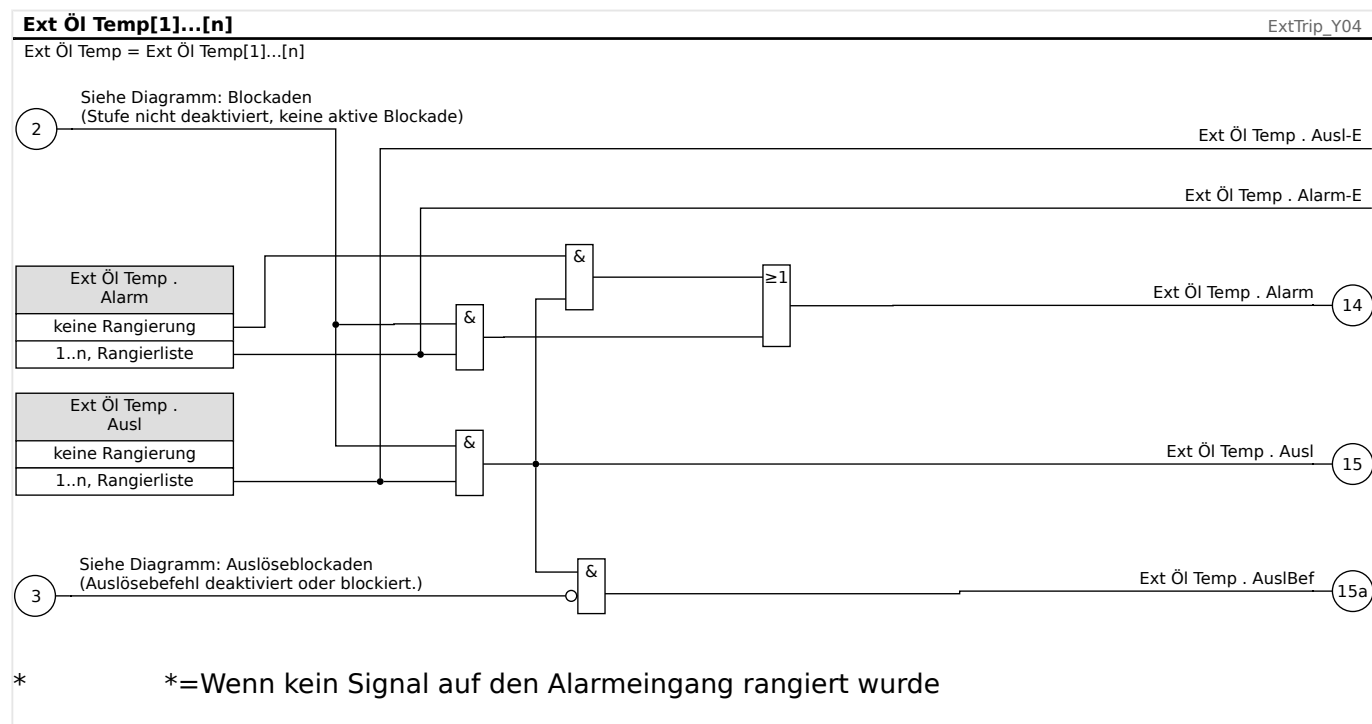 Ext Öl Temp[1]...[n]
ExtTrip_Y04
Ext Öl Temp = Ext Öl Temp[1]...[n]
Siehe Diagramm: Blockaden
(Stufe nicht deaktiviert, keine aktive Blockade)
2
Ext Öl Temp . Ausl-E
Ext Öl Temp . Alarm-E
&
Ext Öl Temp .
Alarm
≥1
Ext Öl Temp . Alarm
14
keine Rangierung
&
1..n, Rangierliste
Ext Öl Temp .
Ausl
keine Rangierung
&
Ext Öl Temp . Ausl
15
1..n, Rangierliste
Siehe Diagramm: Auslöseblockaden
(Auslösebefehl deaktiviert oder blockiert.)
3
&
Ext Öl Temp . AuslBef
15a
* *=Wenn kein Signal auf den Alarmeingang rangiert wurde